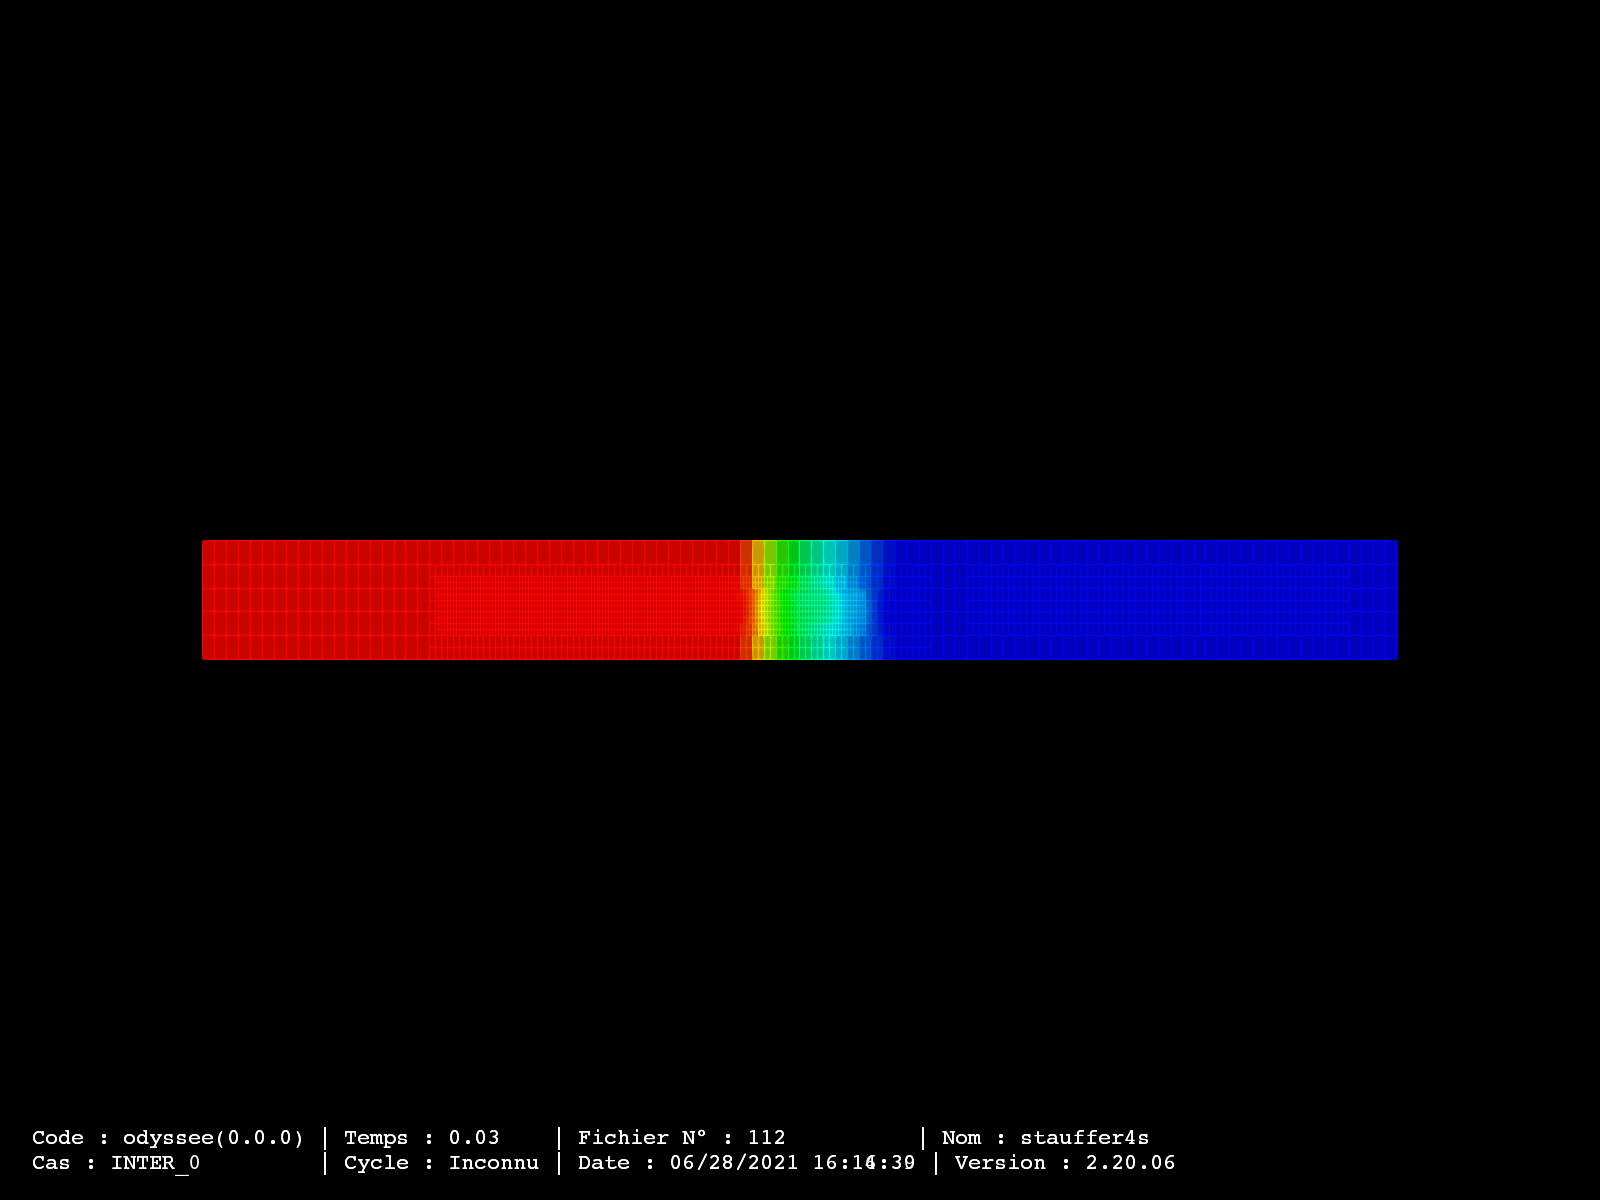 Code : odyssee(0.0.0) | Temps : 0.03 | Fichier N° : 112 | Nom : stauffer4s
Cas : INTER_0 | Cycle : Inconnu | Date : 06/28/2021 | Version : 2.20.06